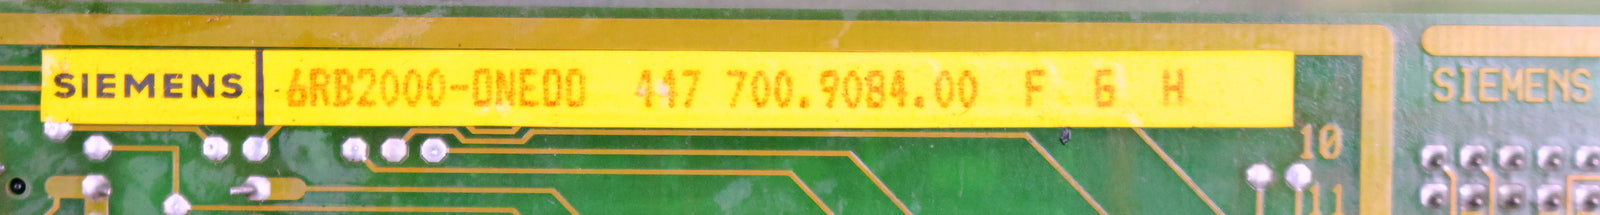 SIEMENS 6RB2000-0NE00 447 700.9084.00 F G H
SIEMENS
10
11